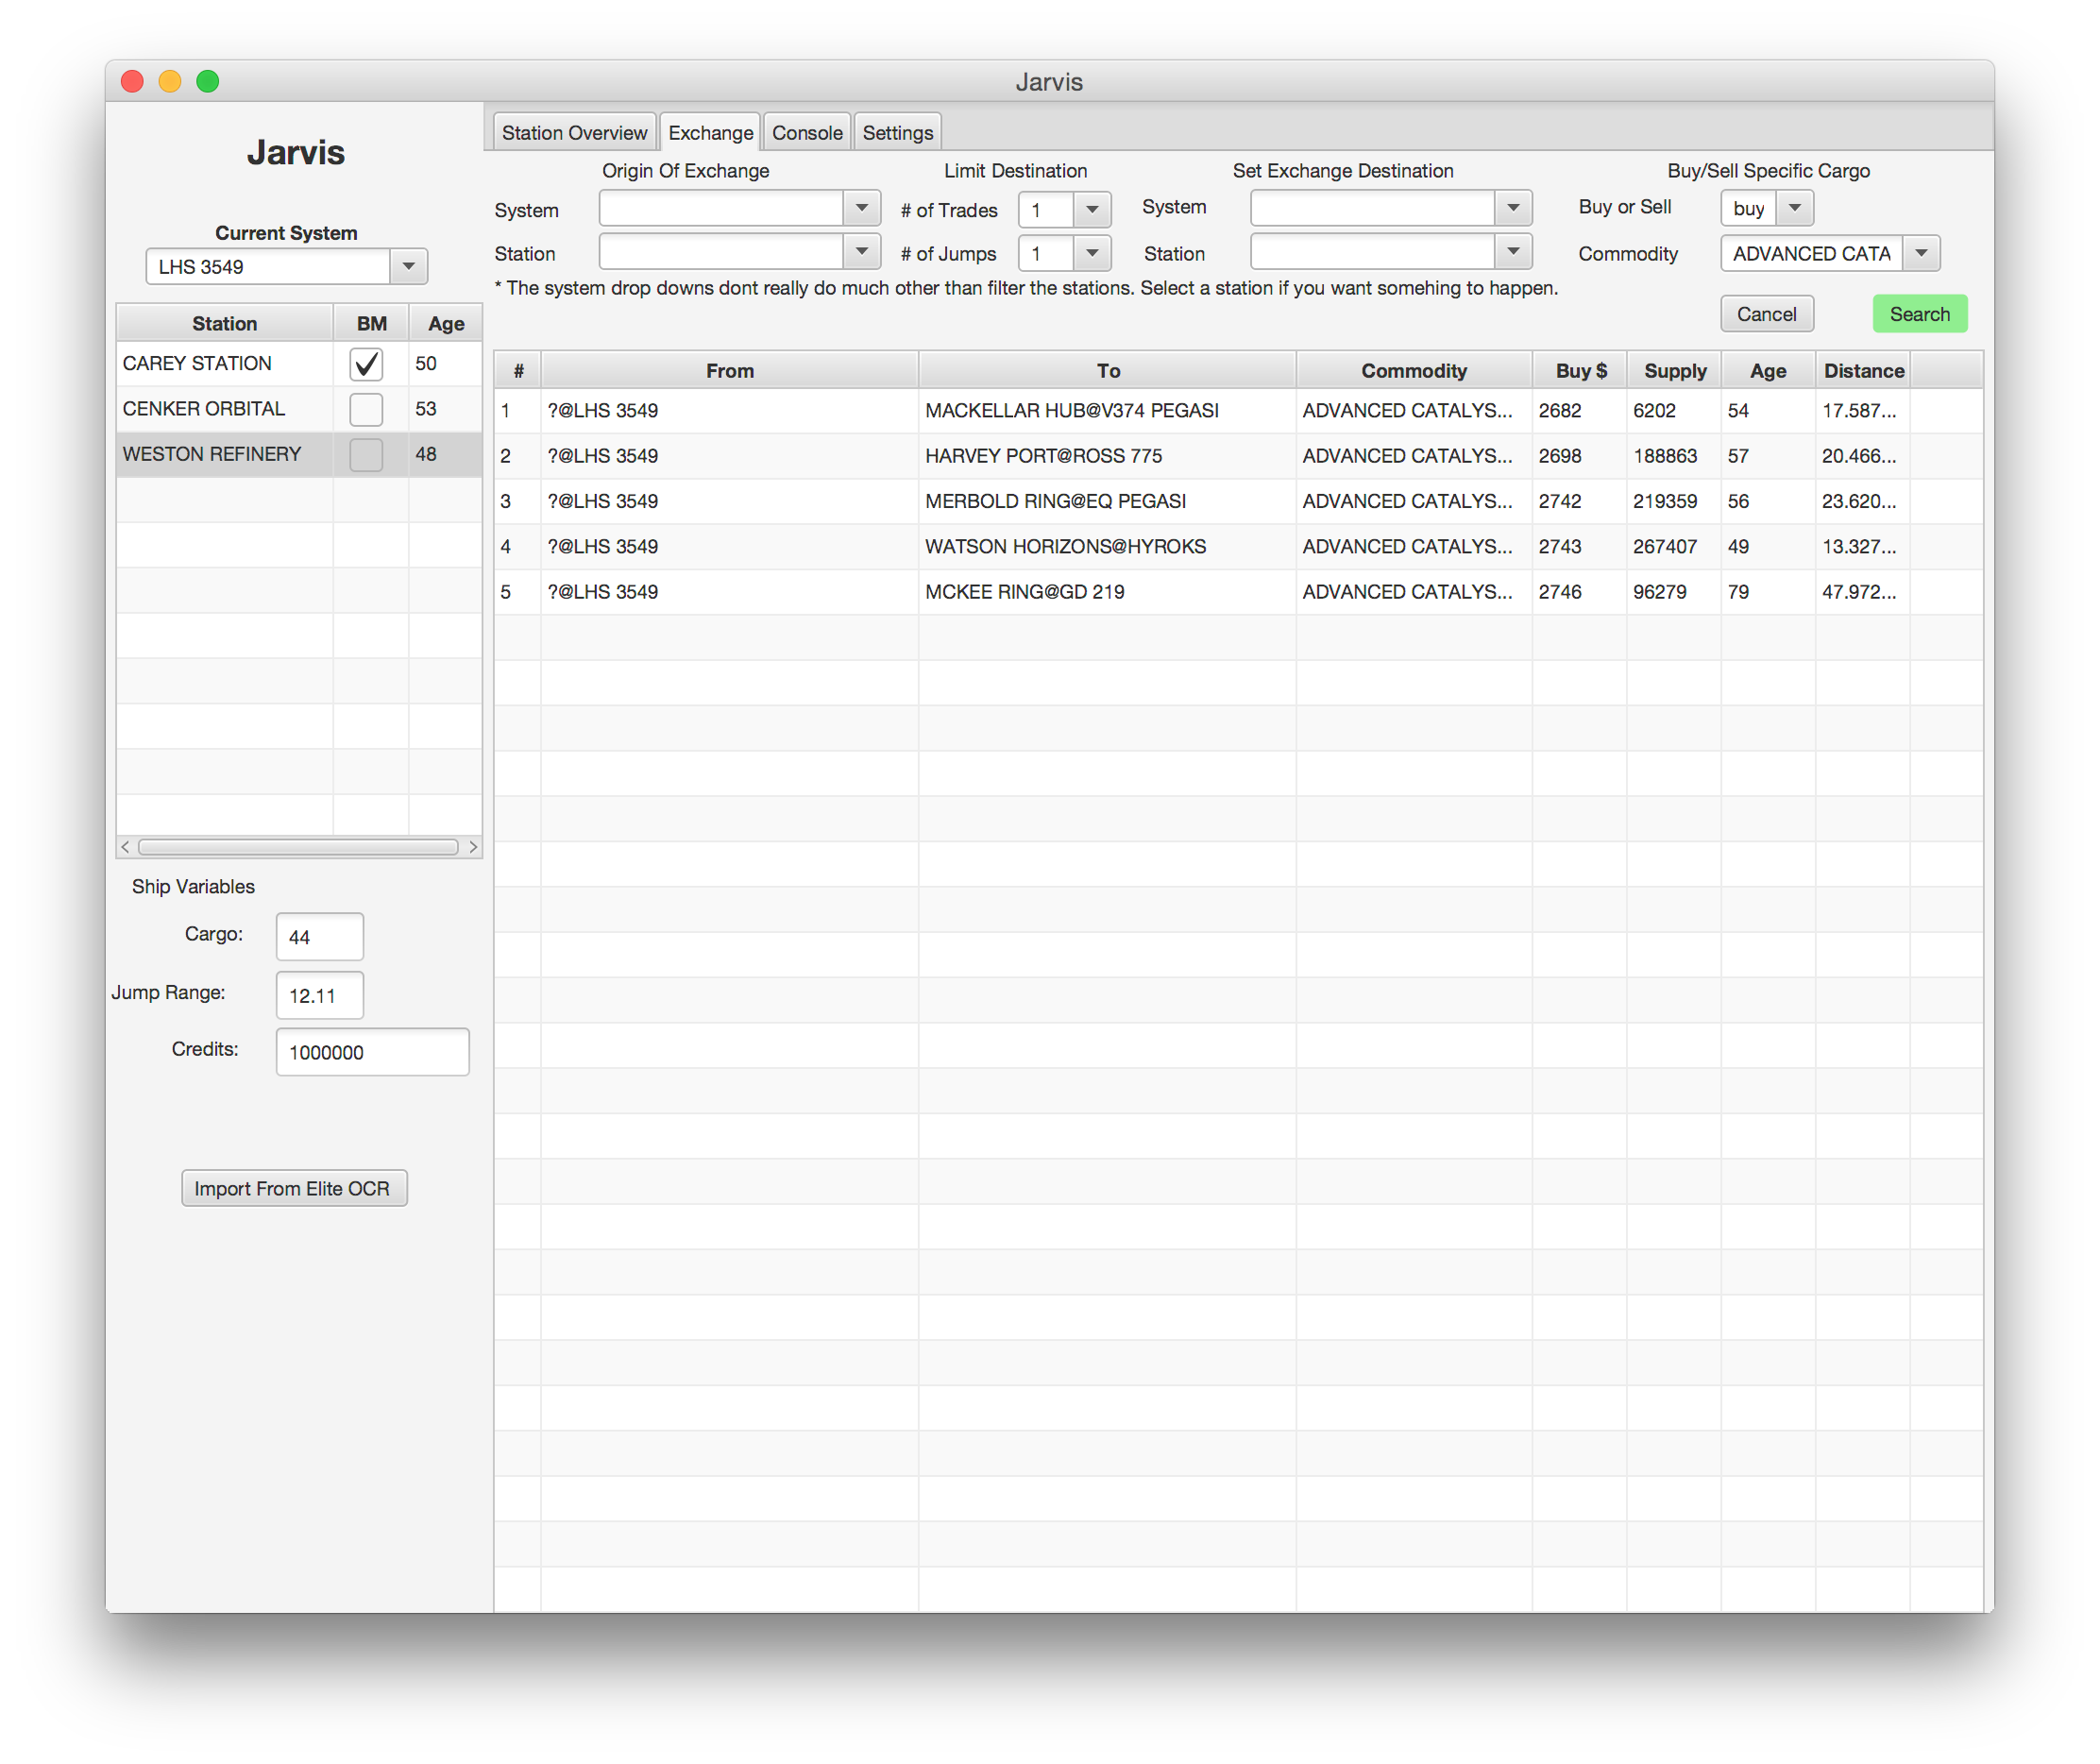 Jarvis
Jarvis
Current System
LHS 3549
Station BM Age
CAREY STATION 50
CENKER ORBITAL 53
WESTON REFINERY 48
Ship Variables
Cargo: 44
Jump Range: 12.11
Credits: 1000000
Import From Elite OCR
Station Overview Exchange Console Settings
Origin Of Exchange Limit Destination Set Exchange Destination Buy/Sell Specific Cargo
System # of Trades 1 System Buy or Sell buy
Station # of Jumps 1 Station Commodity ADVANCED CATA
* The system drop downs dont really do much other than filter the stations. Select a station if you want somehing to happen.
Cancel Search
# From To Commodity Buy $ Supply Age Distance
1 ?@LHS 3549 MACKELLAR HUB@V374 PEGASI ADVANCED CATALYS... 2682 6202 54 17.587...
2 ?@LHS 3549 HARVEY PORT@ROSS 775 ADVANCED CATALYS... 2698 188863 57 20.466...
3 ?@LHS 3549 MERBOLD RING@EQ PEGASI ADVANCED CATALYS... 2742 219359 56 23.620...
4 ?@LHS 3549 WATSON HORIZONS@HYROKS ADVANCED CATALYS... 2743 267407 49 13.327...
5 ?@LHS 3549 MCKEE RING@GD 219 ADVANCED CATALYS... 2746 96279 79 47.972...